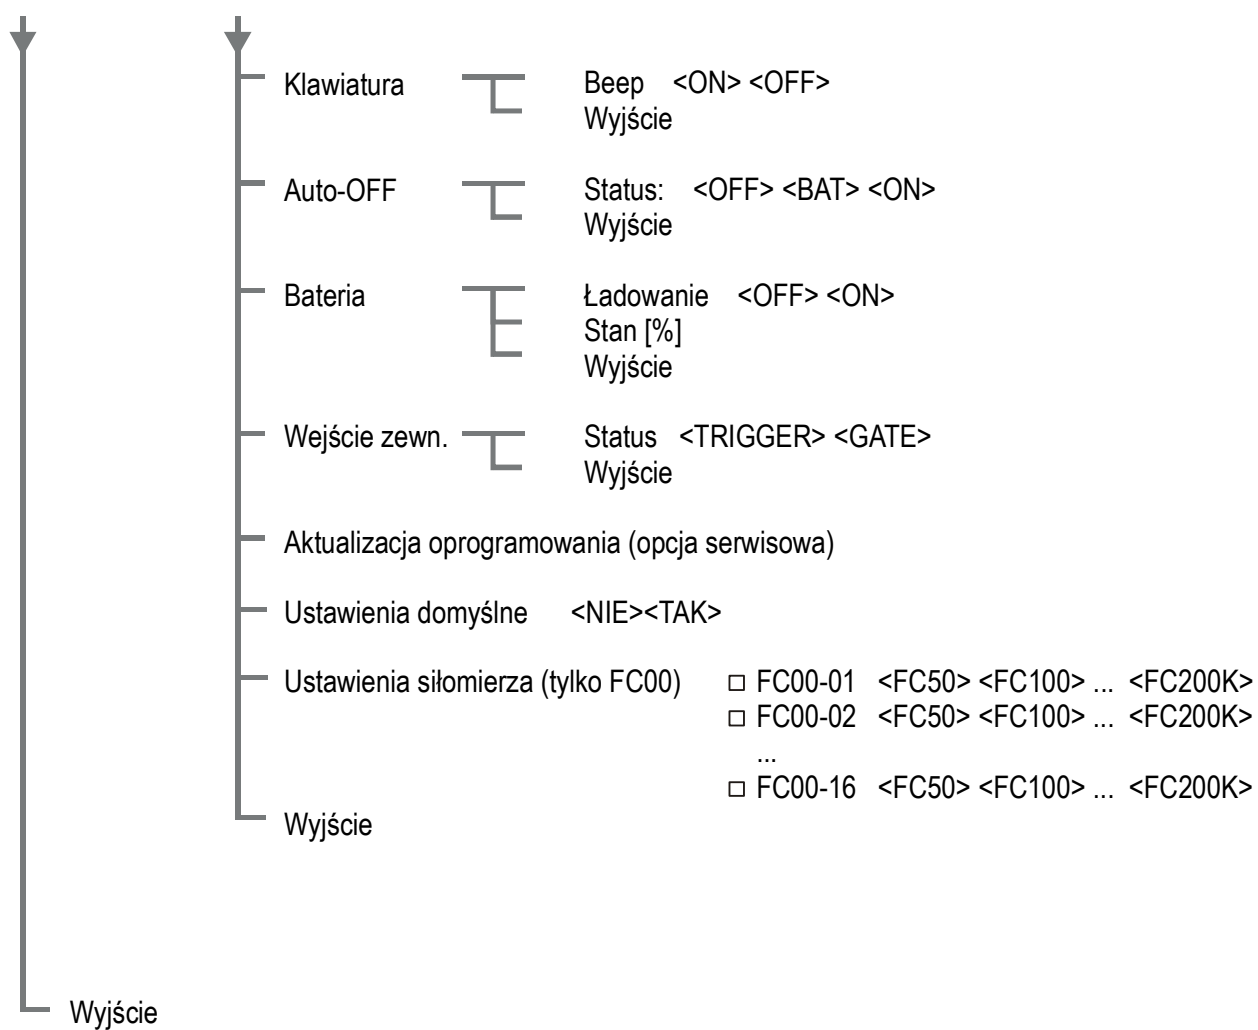 Klawiatura Beep <ON> <OFF>
Wyjście
Auto-OFF Status: <OFF> <BAT> <ON>
Wyjście
Bateria Ładowanie <OFF> <ON>
Stan [%]
Wyjście
Wejście zewn. Status <TRIGGER> <GATE>
Wyjście
Aktualizacja oprogramowania (opcja serwisowa)
Ustawienia domyślne <NIE><TAK>
Ustawienia siłomierza (tylko FC00) □ FC00-01 <FC50> <FC100> ... <FC200K>
□ FC00-02 <FC50> <FC100> ... <FC200K>
...
□ FC00-16 <FC50> <FC100> ... <FC200K>
Wyjście
Wyjście